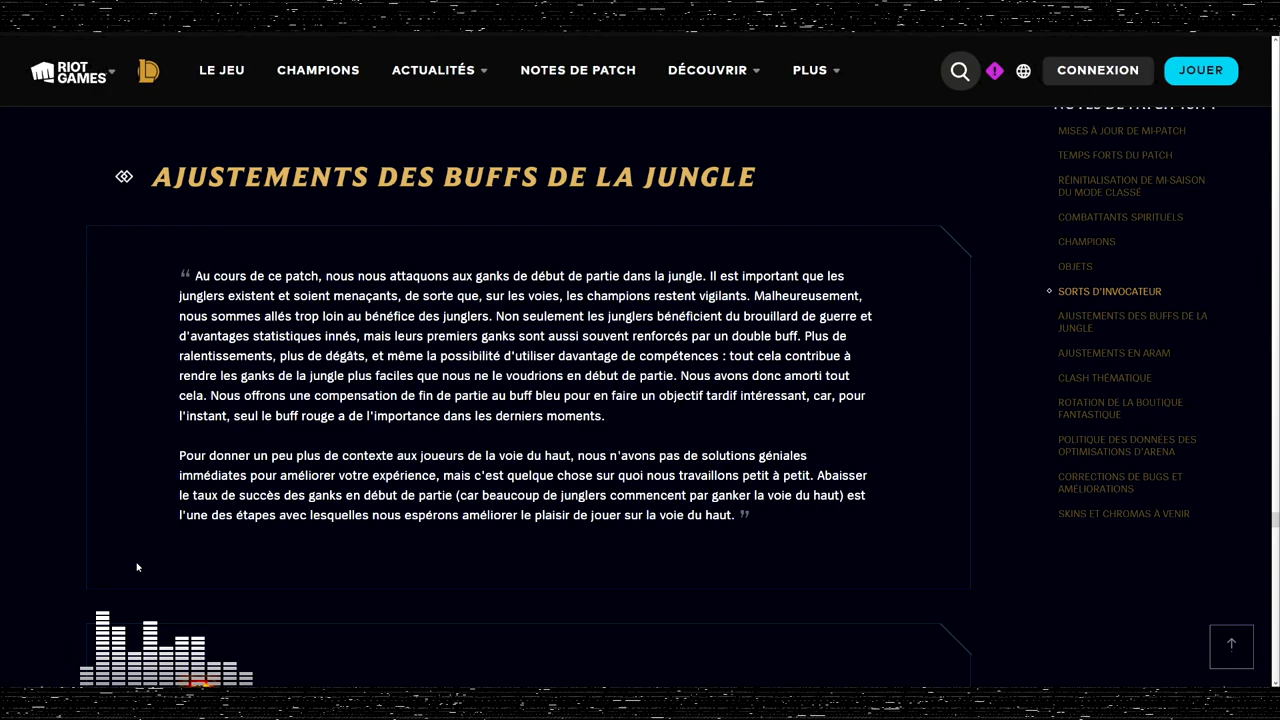 RIOT GAMES
LE JEU
CHAMPIONS
ACTUALITÉS
NOTES DE PATCH
DÉCOUVRIR
PLUS
CONNEXION
JOUER
AJUSTEMENTS DES BUFFS DE LA JUNGLE
“ Au cours de ce patch, nous nous attaquons aux ganks de début de partie dans la jungle. Il est important que les
junglers existent et soient menaçants, de sorte que, sur les voies, les champions restent vigilants. Malheureusement,
nous sommes allés trop loin au bénéfice des junglers. Non seulement les junglers bénéficient du brouillard de guerre et
d'avantages statistiques innés, mais leurs premiers ganks sont aussi souvent renforcés par un double buff. Plus de
ralentissements, plus de dégâts, et même la possibilité d'utiliser davantage de compétences : tout cela contribue à
rendre les ganks de la jungle plus faciles que nous ne le voudrions en début de partie. Nous avons donc amorti tout
cela. Nous offrons une compensation de fin de partie au buff bleu pour en faire un objectif tardif intéressant, car, pour
l'instant, seul le buff rouge a de l'importance dans les derniers moments.
Pour donner un peu plus de contexte aux joueurs de la voie du haut, nous n'avons pas de solutions géniales
immédiates pour améliorer votre expérience, mais c'est quelque chose sur quoi nous travaillons petit à petit. Abaisser
le taux de succès des ganks en début de partie (car beaucoup de junglers commencent par ganker la voie du haut) est
l'une des étapes avec lesquelles nous espérons améliorer le plaisir de jouer sur la voie du haut. ”
MISES À JOUR DE MI-PATCH
TEMPS FORTS DU PATCH
RÉINITIALISATION DE MI-SAISON
DU MODE CLASSÉ
COMBATTANTS SPIRITUELS
CHAMPIONS
OBJETS
SORTS D'INVOCATEUR
AJUSTEMENTS DES BUFFS DE LA
JUNGLE
AJUSTEMENTS EN ARAM
CLASH THÉMATIQUE
ROTATION DE LA BOUTIQUE
FANTASTIQUE
POLITIQUE DES DONNÉES DES
OPTIMISATIONS D'ARENA
CORRECTIONS DE BUGS ET
AMÉLIORATIONS
SKINS ET CHROMAS À VENIR